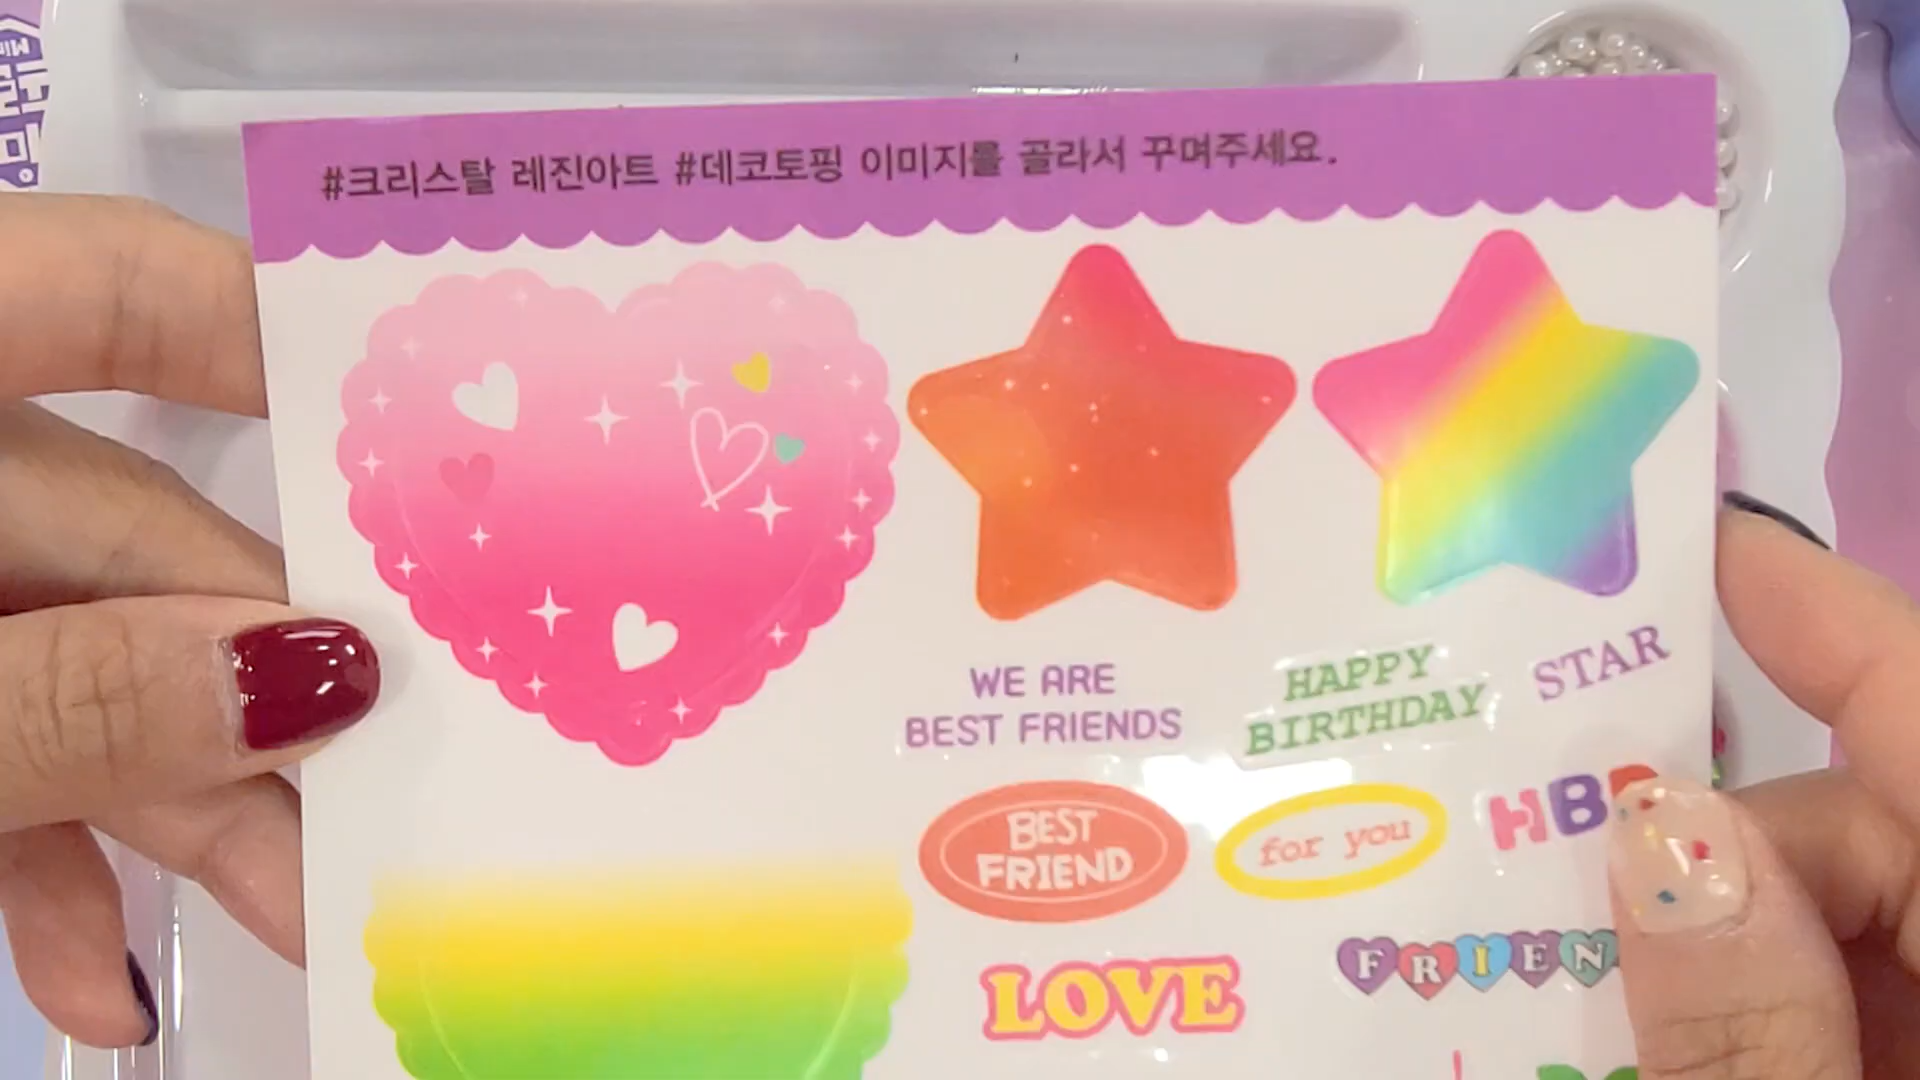 #크리스탈 레진아트 #데코토핑 이미지를 골라서 꾸며주세요.
WE ARE
BEST FRIENDS
HAPPY
BIRTHDAY
STAR
BEST
FRIEND
for you
LOVE